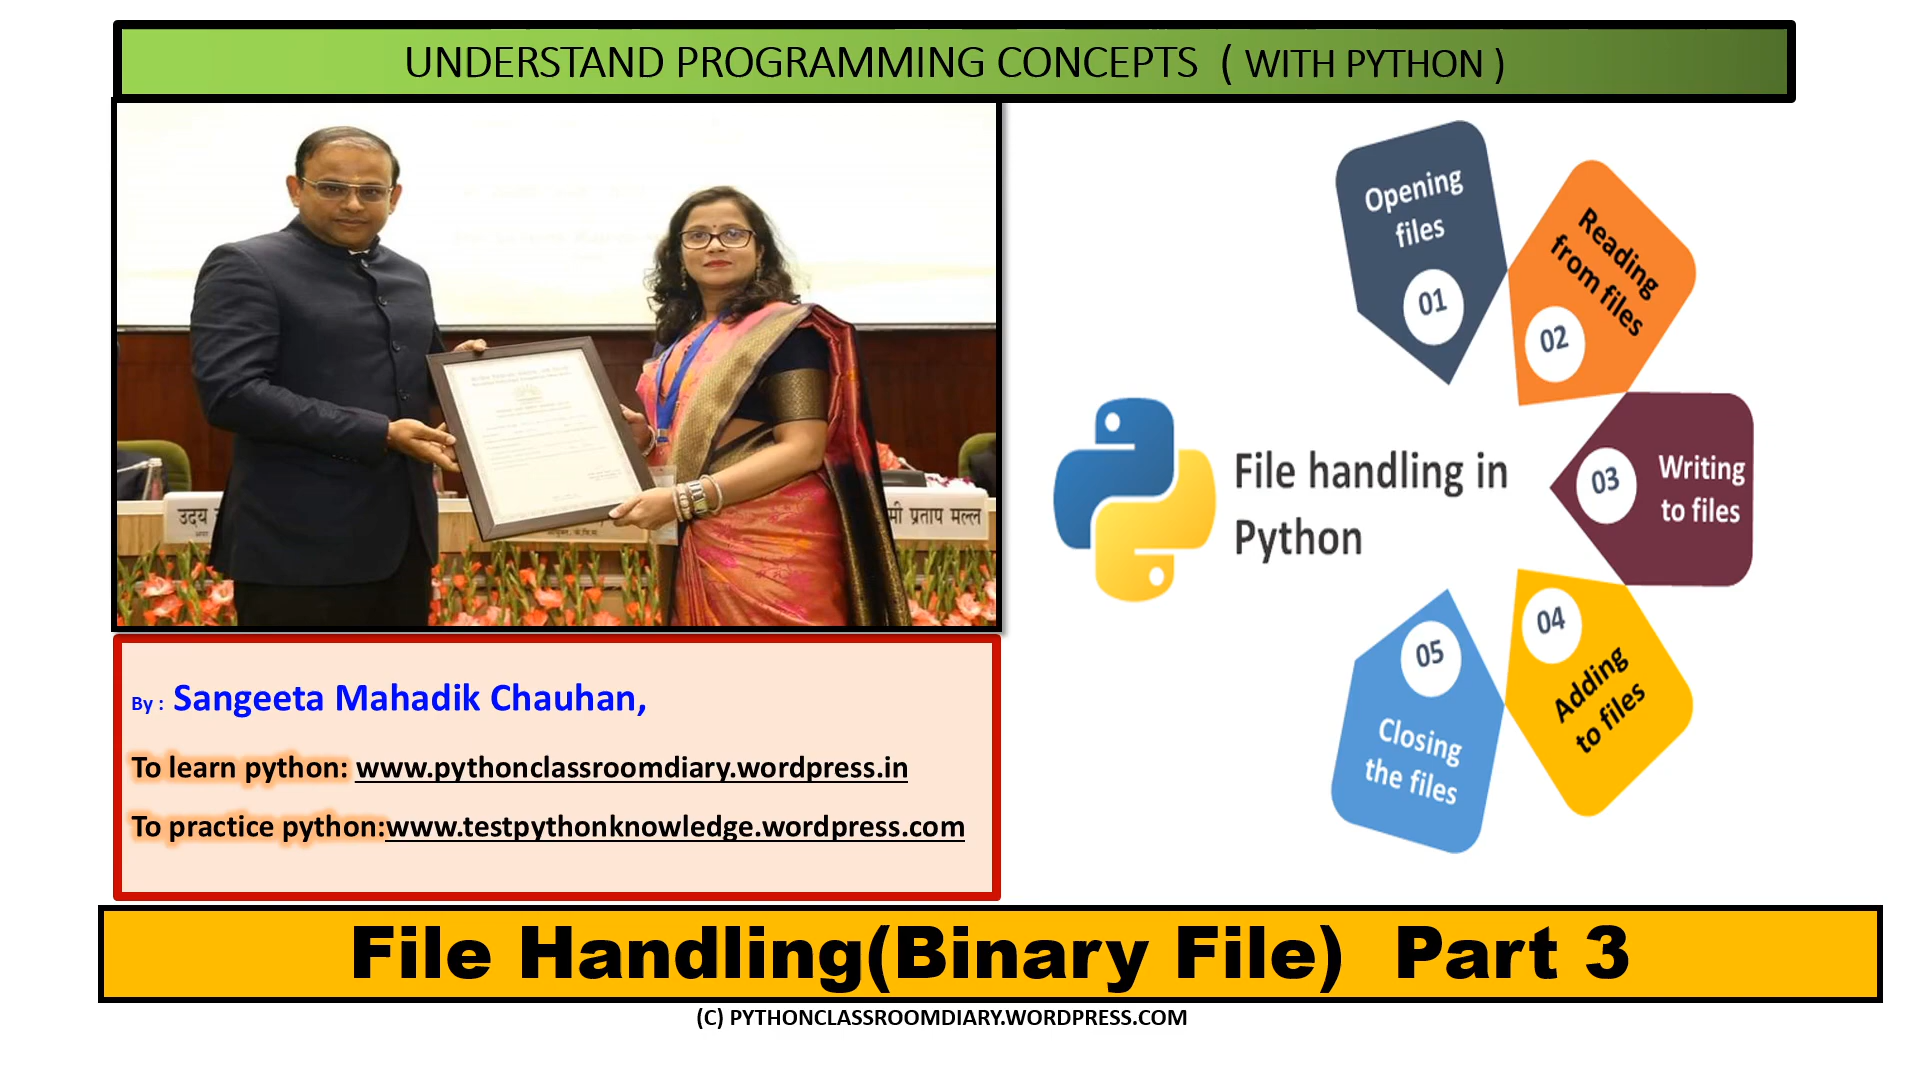 UNDERSTAND PROGRAMMING CONCEPTS ( WITH PYTHON )
उदय
मी प्रताप मल्ल
By : Sangeeta Mahadik Chauhan,
To learn python: www.pythonclassroomdiary.wordpress.in
To practice python:www.testpythonknowledge.wordpress.com
Opening
files
01
Reading
from files
02
File handling in
Python
03
Writing
to files
04
Adding
to files
05
Closing
the files
File Handling(Binary File) Part 3
(C) PYTHONCLASSROOMDIARY.WORDPRESS.COM